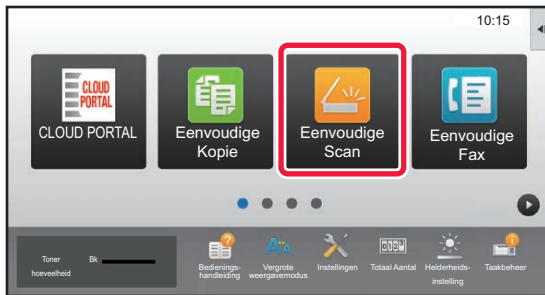 10:15
CLOUD
PORTAL
CLOUD PORTAL
Eenvoudige
Kopie
Eenvoudige
Scan
Eenvoudige
Fax
Toner
hoeveelheid
Bk
Bedienings-
handleiding
Vergrote
weergavemodus
Instellingen
Totaal Aantal
Helderheids-
instelling
Taakbeheer